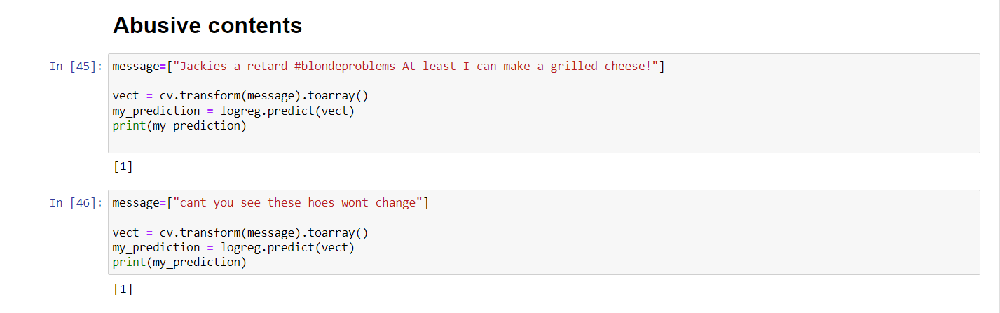 Abusive contents
In [45]: message=["Jackies a retard #blondeproblems At least I can make a grilled cheese!"]
vect = cv.transform(message).toarray()
my_prediction = logreg.predict(vect)
print(my_prediction)
[1]
In [46]: message=["cant you see these hoes wont change"]
vect = cv.transform(message).toarray()
my_prediction = logreg.predict(vect)
print(my_prediction)
[1]